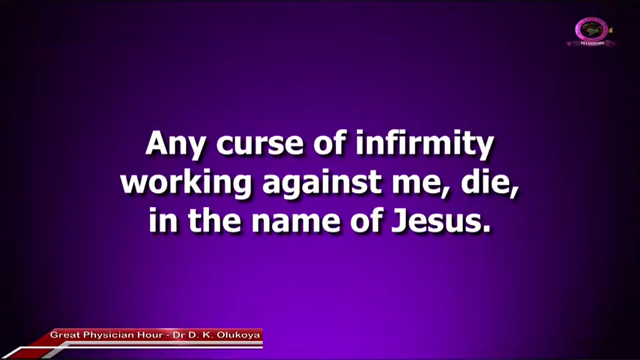 Any curse of infirmity
working against me, die,
in the name of Jesus.
Great Physician Hour - Dr D. K. Olukoya